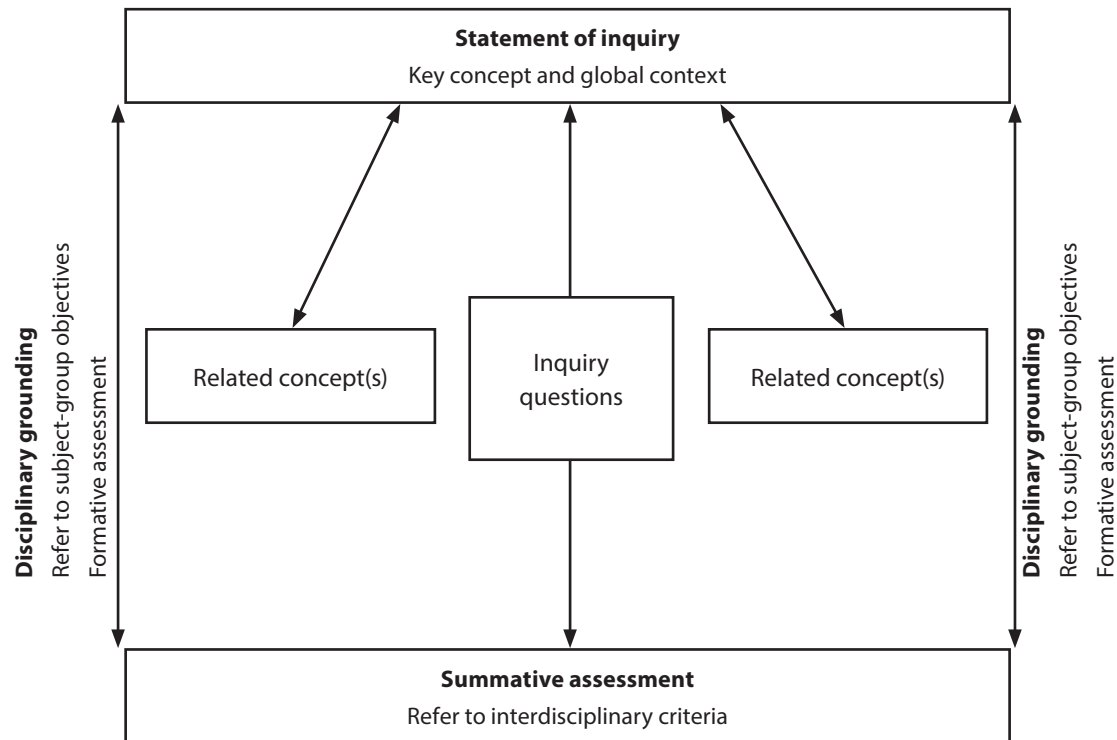 Statement of inquiry
Key concept and global context
Disciplinary grounding
Refer to subject-group objectives
Formative assessment
Related concept(s)
Inquiry
questions
Related concept(s)
Disciplinary grounding
Refer to subject-group objectives
Formative assessment
Summative assessment
Refer to interdisciplinary criteria